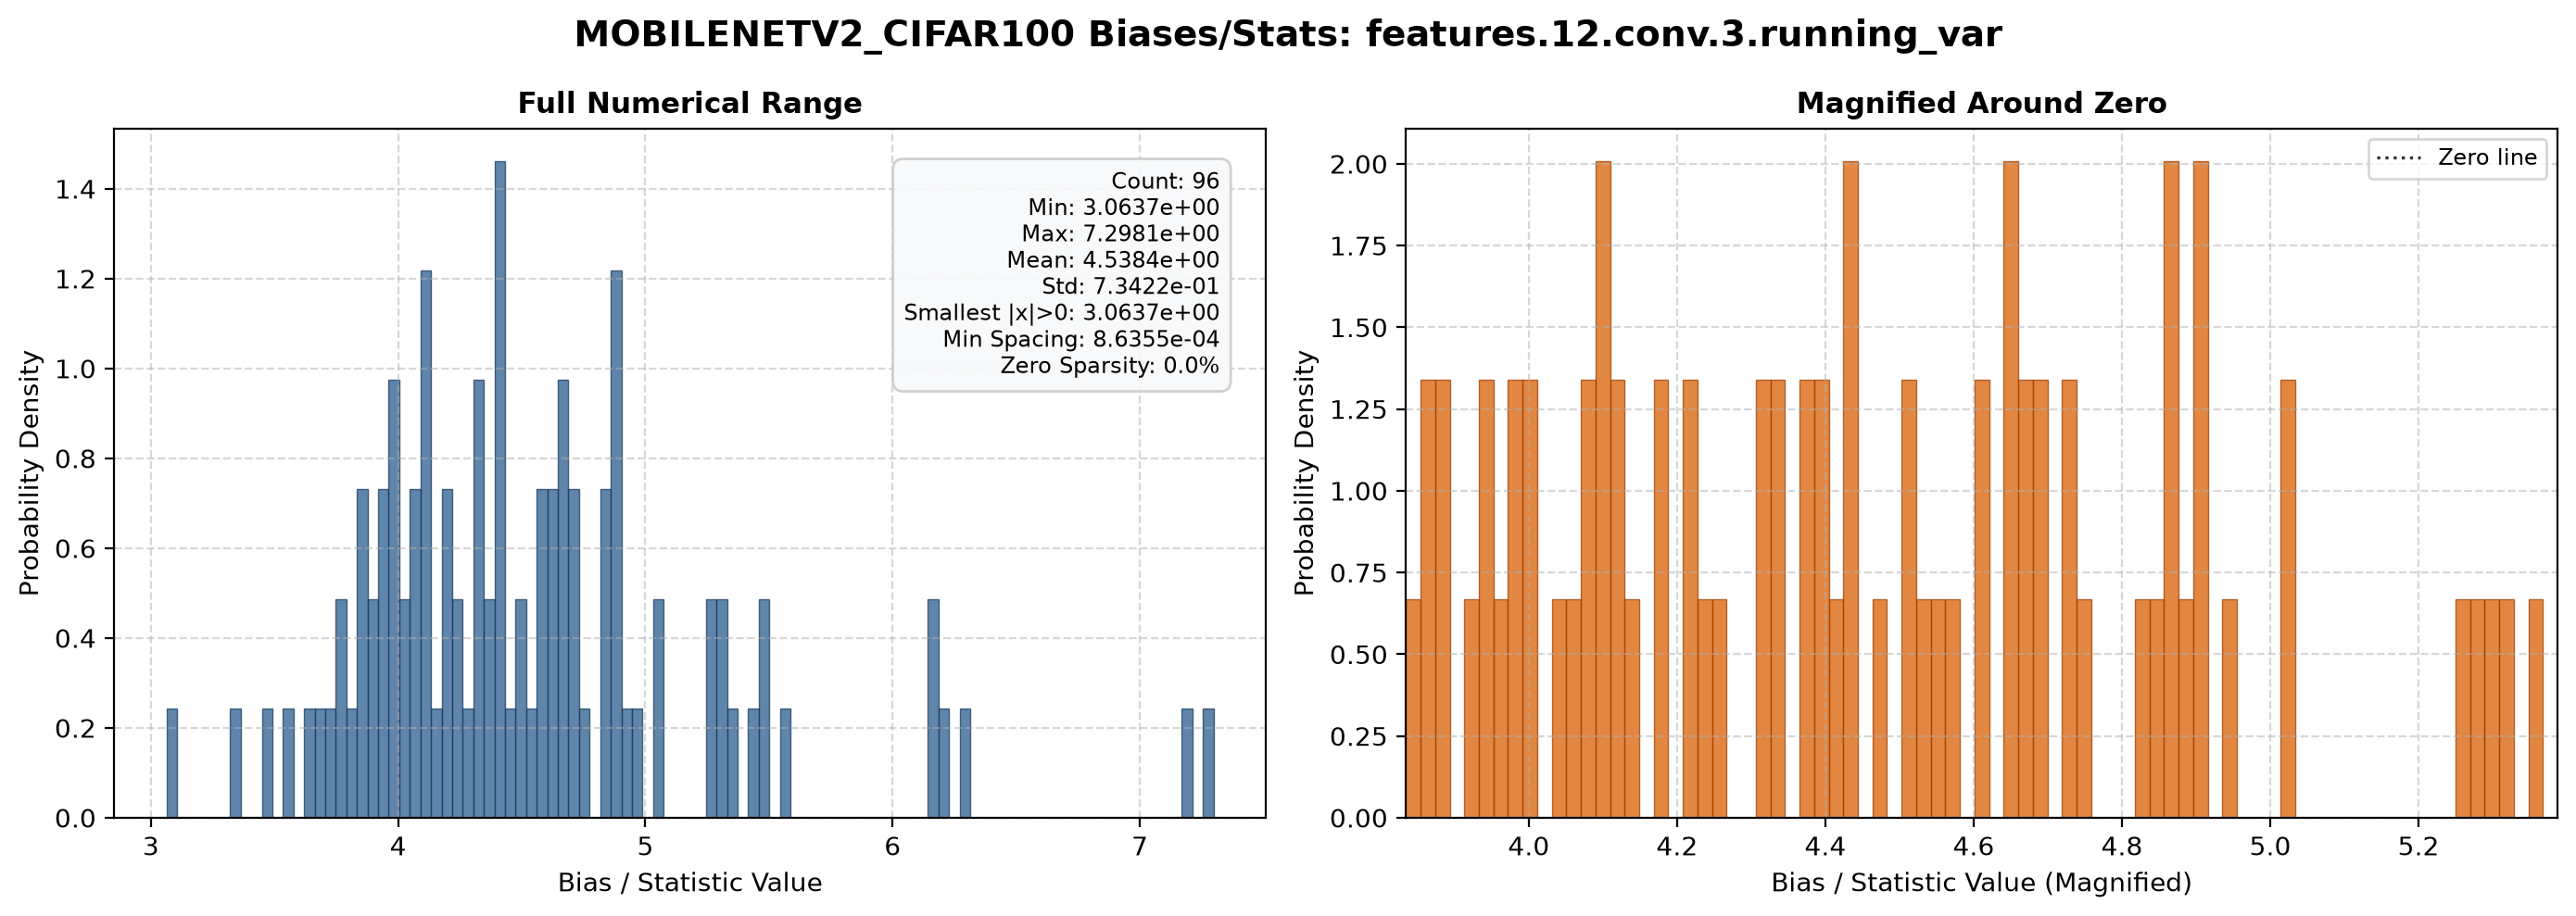 MOBILENETV2_CIFAR100 Biases/Stats: features.12.conv.3.running_var
Full Numerical Range
Probability Density
1.4
1.2
1.0
0.8
0.6
0.4
0.2
0.0
Count: 96
Min: 3.0637e+00
Max: 7.2981e+00
Mean: 4.5384e+00
Std: 7.3422e-01
Smallest |x|>0: 3.0637e+00
Min Spacing: 8.6355e-04
Zero Sparsity: 0.0%
3 4 5 6 7
Bias / Statistic Value
Magnified Around Zero
Probability Density
2.00
1.75
1.50
1.25
1.00
0.75
0.50
0.25
0.00
Zero line
4.0 4.2 4.4 4.6 4.8 5.0 5.2
Bias / Statistic Value (Magnified)